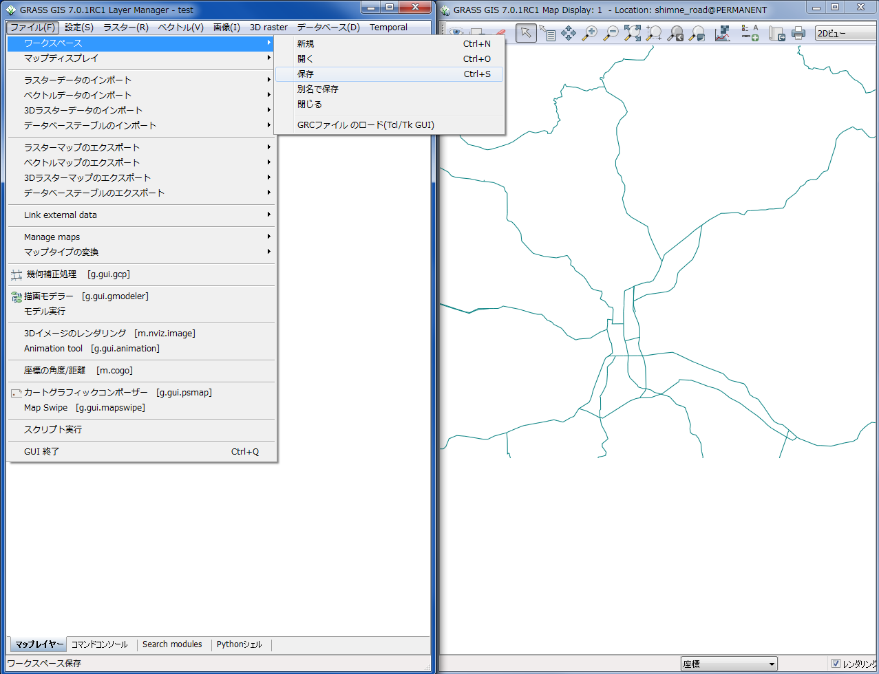 GRASS GIS 7.0.1RC1 Layer Manager - test
ファイル(F) 設定(S) ラスター(R) ベクトル(V) 画像(I) 3D raster データベース(D) Temporal
ワークスペース
マップディスプレイ
ラスターデータのインポート
ベクトルデータのインポート
3Dラスターデータのインポート
データベーステーブルのインポート
ラスターマップのエクスポート
ベクトルマップのエクスポート
3Dラスターマップのエクスポート
データベーステーブルのエクスポート
Link external data
Manage maps
マップタイプの変換
幾何補正処理 [g.gui.gcp]
描画モデラー [g.gui.gmodeler]
モデル実行
3Dイメージのレンダリング [m.nviz.image]
Animation tool [g.gui.animation]
座標の角度/距離 [m.cogo]
カートグラフィックコンポーザー [g.gui.psmap]
Map Swipe [g.gui.mapswipe]
スクリプト実行
GUI 終了 Ctrl+Q
新規 Ctrl+N
開く Ctrl+O
保存 Ctrl+S
別名で保存
閉じる
GRCファイル のロード(Tcl/Tk GUI)
マップレイヤー コマンドコンソール Search modules Pythonシェル
ワークスペース保存
GRASS GIS 7.0.1RC1 Map Display: 1 - Location: shimne_road@PERMANENT
2Dビュー
座標 レンダリング